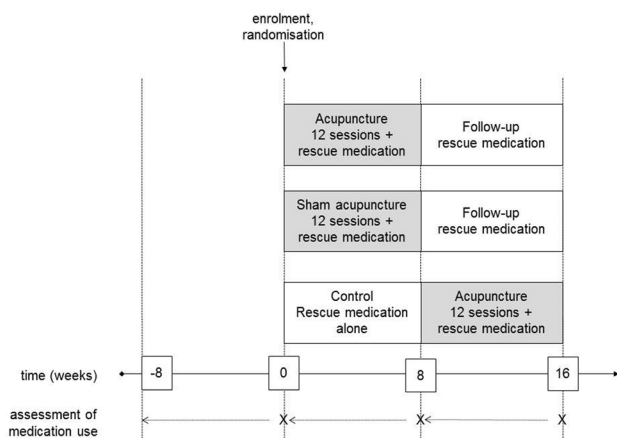 enrolment,
randomisation
Acupuncture
12 sessions +
rescue medication
Follow-up
rescue medication
Sham acupuncture
12 sessions +
rescue medication
Follow-up
rescue medication
Control
Rescue medication
alone
Acupuncture
12 sessions +
rescue medication
time (weeks)
-8
0
8
16
assessment of
medication use
X
X
X